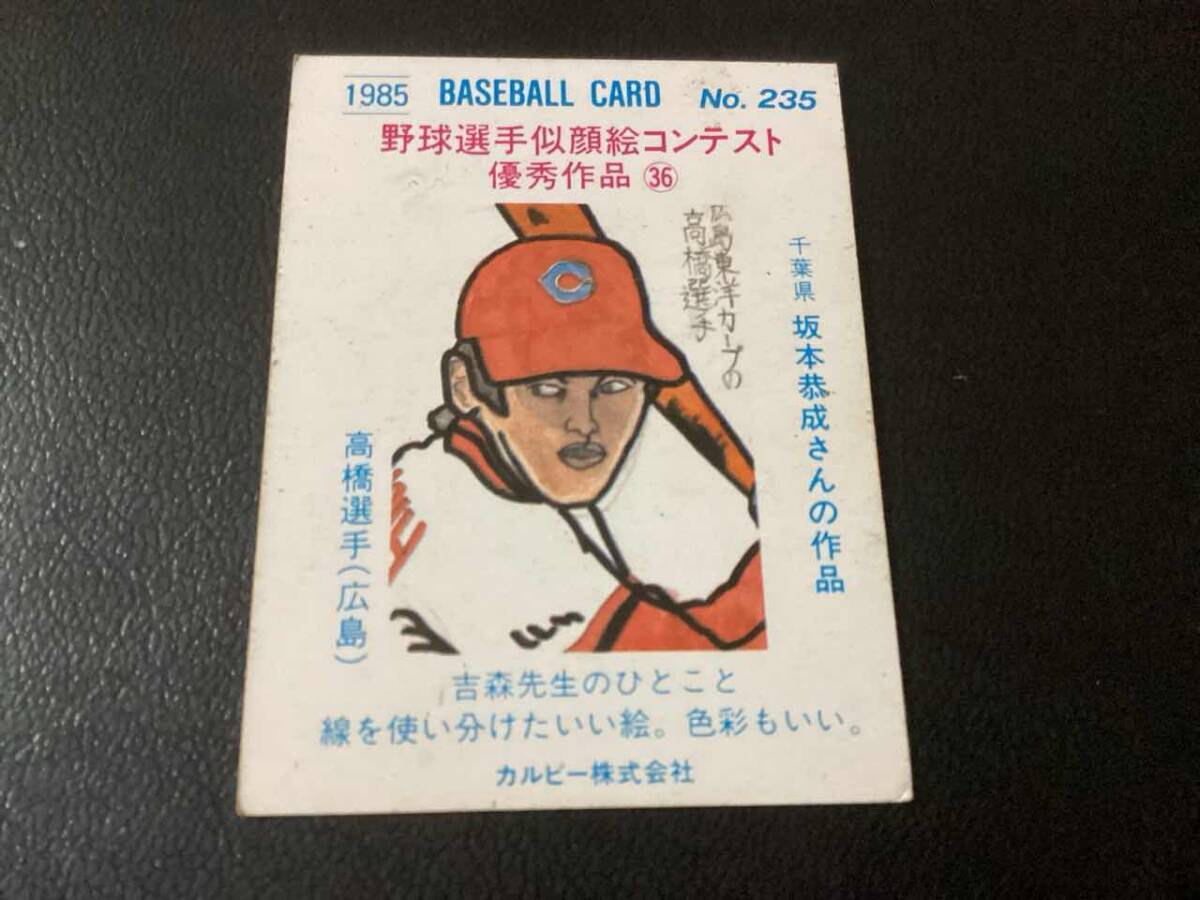 1985 BASEBALL CARD No. 235
野球選手似顔絵コンテスト
優秀作品 ㊱
C
広島東洋カープの
高橋選手
千葉県 坂本恭成さんの作品
高橋選手(広島)
吉森先生のひとこと
線を使い分けたいい絵。色彩もいい。
カルビー株式会社